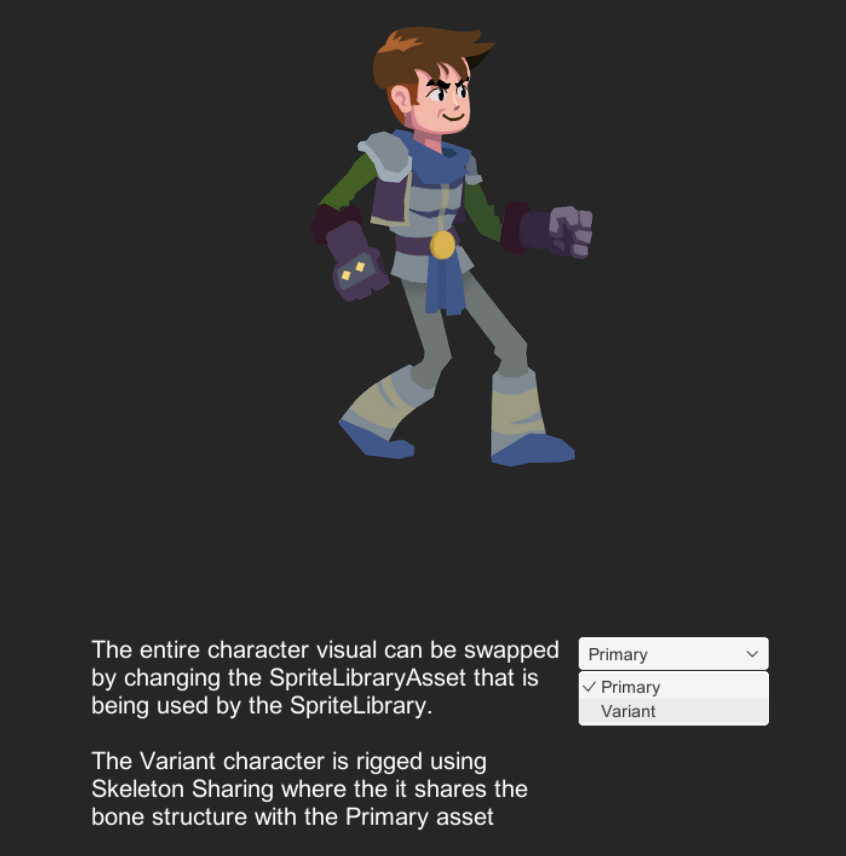 The entire character visual can be swapped
by changing the SpriteLibraryAsset that is
being used by the SpriteLibrary.
Primary
Primary
Variant
The Variant character is rigged using
Skeleton Sharing where the it shares the
bone structure with the Primary asset